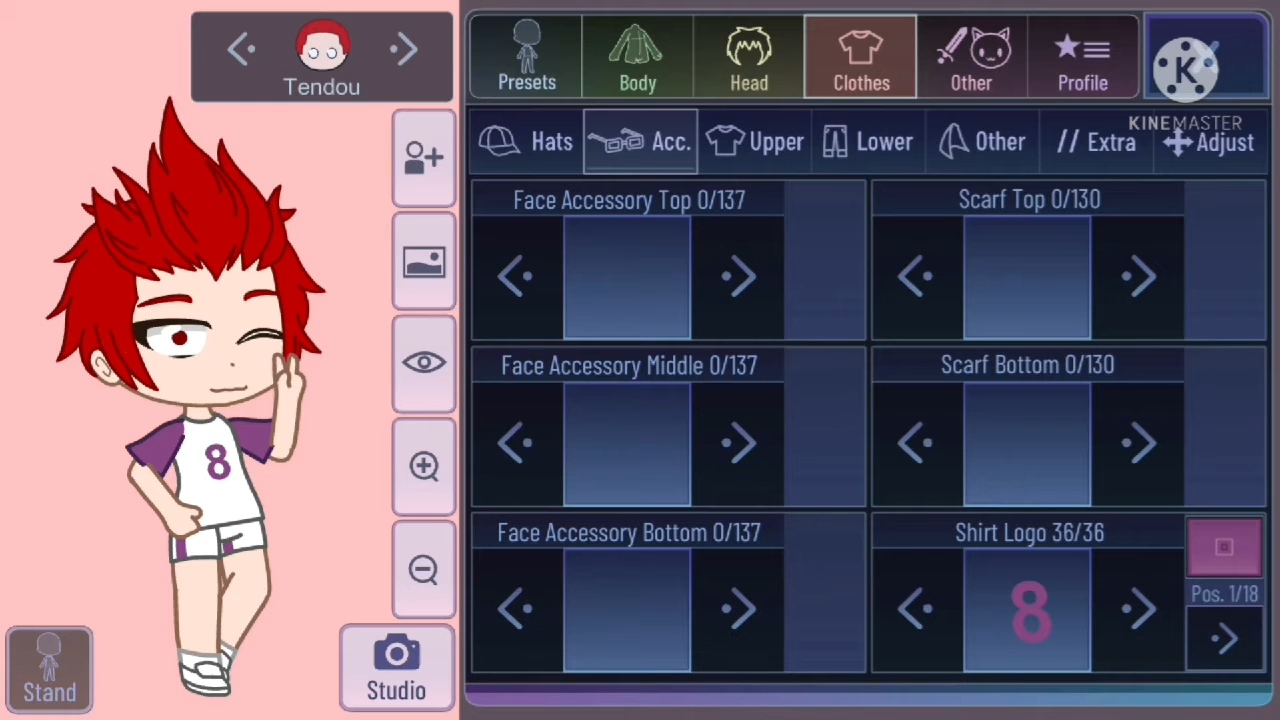 Tendou
Presets
Body
Head
Clothes
Other
Profile
K
KINEMASTER
Hats
Acc.
Upper
Lower
Other
// Extra
Adjust
Face Accessory Top 0/137
Scarf Top 0/130
Face Accessory Middle 0/137
Scarf Bottom 0/130
Face Accessory Bottom 0/137
Shirt Logo 36/36
8
Pos. 1/18
8
Stand
Studio